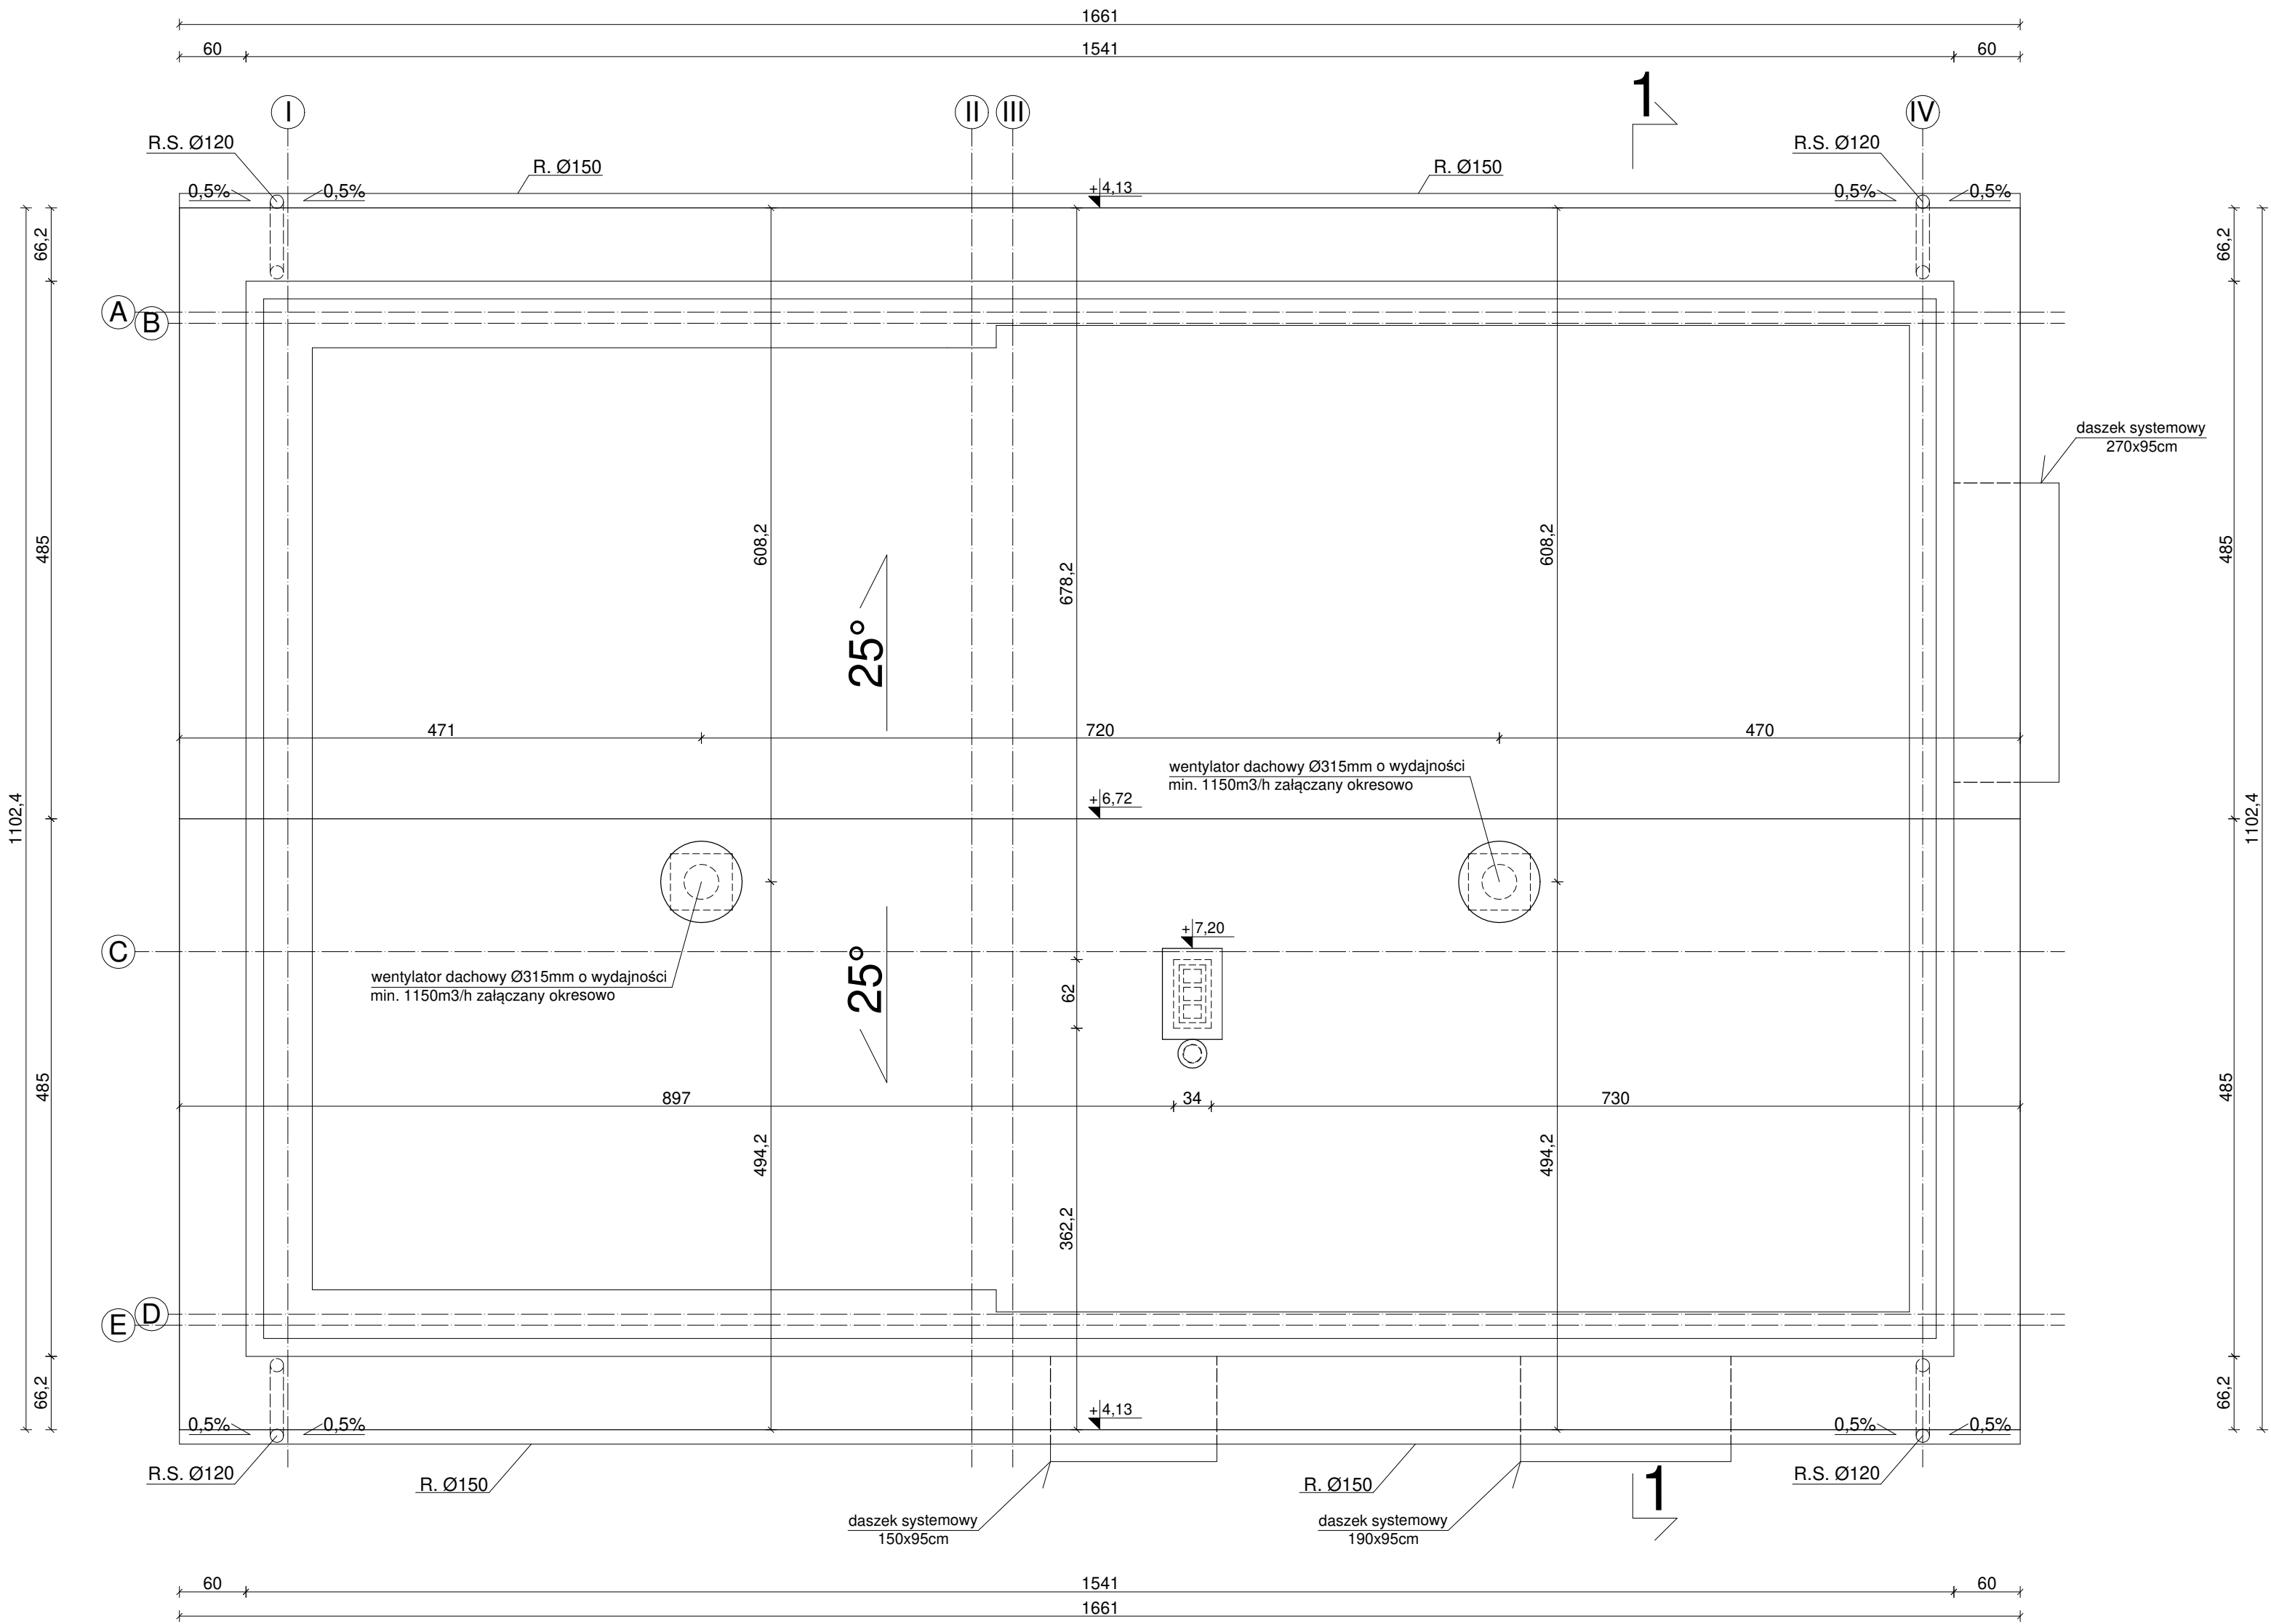 1661
60
1541
60
1
I
II
III
IV
R.S. Ø120
R. Ø150
R. Ø150
R.S. Ø120
0,5%
0,5%
+4,13
0,5%
0,5%
66,2
66,2
A
B
daszek systemowy
270x95cm
485
608,2
678,2
608,2
485
25°
471
720
470
wentylator dachowy Ø315mm o wydajności
min. 1150m3/h załączany okresowo
1102,4
+6,72
1102,4
+7,20
C
wentylator dachowy Ø315mm o wydajności
min. 1150m3/h załączany okresowo
25°
62
485
897
34
730
485
494,2
362,2
494,2
D
E
66,2
66,2
0,5%
0,5%
+4,13
0,5%
0,5%
R.S. Ø120
R. Ø150
R. Ø150
1
R.S. Ø120
daszek systemowy
150x95cm
daszek systemowy
190x95cm
60
1541
60
1661